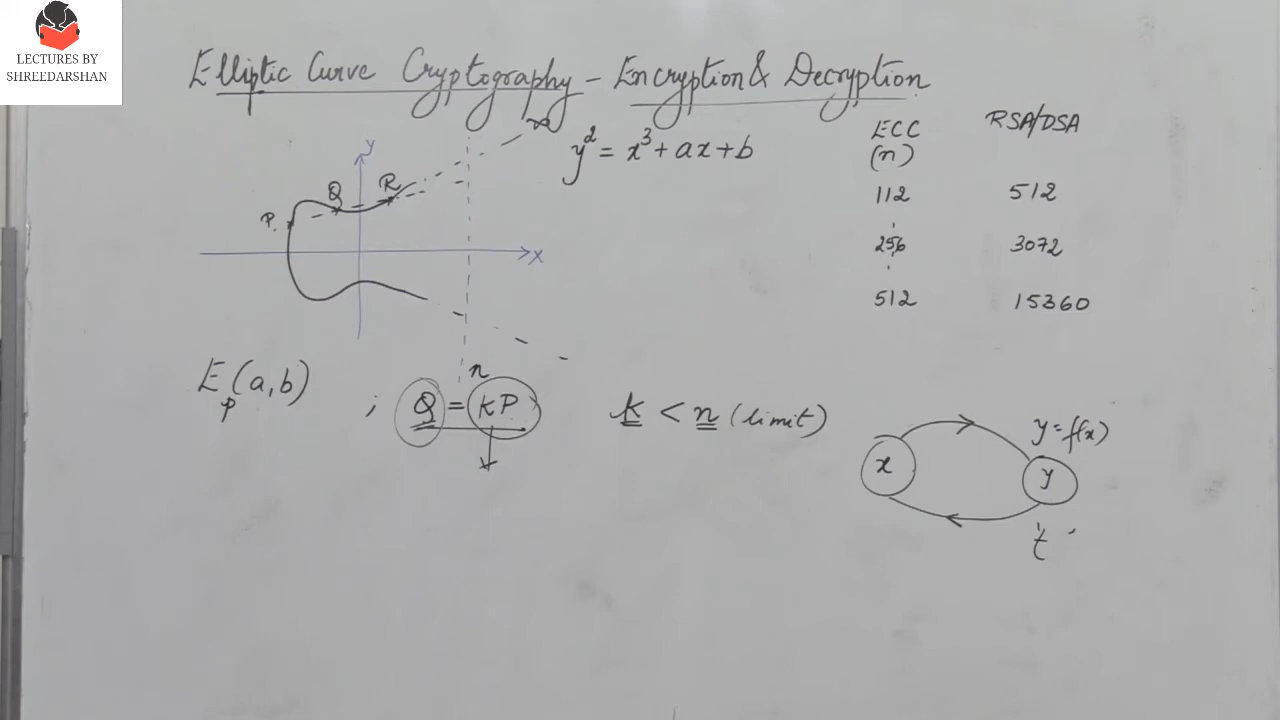 LECTURES BY
SHREEDARSHAN
Elliptic Curve Cryptography - Encryption & Decryption
y
P.
Q
R
x
y² = x³ + ax + b
ECC RSA/DSA
(n)
112 512
256 3072
512 15360
n
Ep(a,b) ; Q = kP k < n (limit)
y = f(x)
x
y
't'